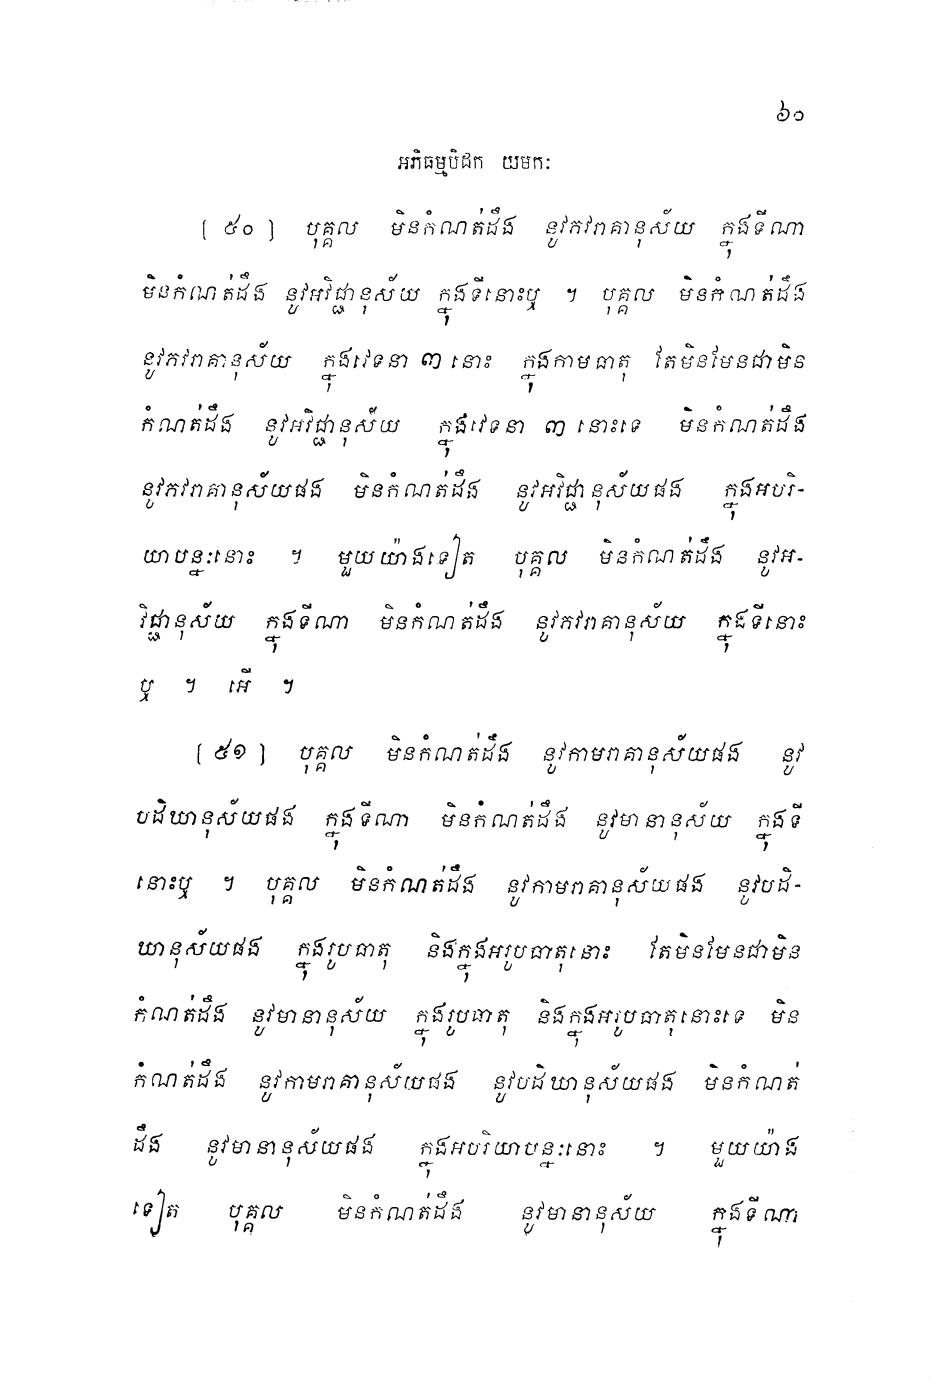 ៦០
អភិធម្មបិដក យមកៈ
[ ៥០ ] បុគ្គល មិនកំណត់ដឹង នូវភវរាគានុស័យ ក្នុងទីណា
មិនកំណត់ដឹង នូវអវិជ្ជានុស័យ ក្នុងទីនោះឬ ។ បុគ្គល មិនកំណត់ដឹង
នូវភវរាគានុស័យ ក្នុងវេទនា ៣ នោះ ក្នុងកាមធាតុ តែមិនមែនជាមិន
កំណត់ដឹង នូវអវិជ្ជានុស័យ ក្នុងវេទនា ៣ នោះទេ មិនកំណត់ដឹង
នូវភវរាគានុស័យផង មិនកំណត់ដឹង នូវអវិជ្ជានុស័យផង ក្នុងអបរិ-
យាបន្នៈនោះ ។ មួយយ៉ាងទៀត បុគ្គល មិនកំណត់ដឹង នូវអ-
វិជ្ជានុស័យ ក្នុងទីណា មិនកំណត់ដឹង នូវភវរាគានុស័យ ក្នុងទីនោះ
ឬ ។ អើ ។
[ ៥១ ] បុគ្គល មិនកំណត់ដឹង នូវកាមរាគានុស័យផង នូវ
បដិឃានុស័យផង ក្នុងទីណា មិនកំណត់ដឹង នូវមានានុស័យ ក្នុងទី
នោះឬ ។ បុគ្គល មិនកំណត់ដឹង នូវកាមរាគានុស័យផង នូវបដិ-
ឃានុស័យផង ក្នុងរូបធាតុ និងក្នុងអរូបធាតុនោះ តែមិនមែនជាមិន
កំណត់ដឹង នូវមានានុស័យ ក្នុងរូបធាតុ និងក្នុងអរូបធាតុនោះទេ មិន
កំណត់ដឹង នូវកាមរាគានុស័យផង នូវបដិឃានុស័យផង មិនកំណត់
ដឹង នូវមានានុស័យផង ក្នុងអបរិយាបន្នៈនោះ ។ មួយយ៉ាង
ទៀត បុគ្គល មិនកំណត់ដឹង នូវមានានុស័យ ក្នុងទីណា